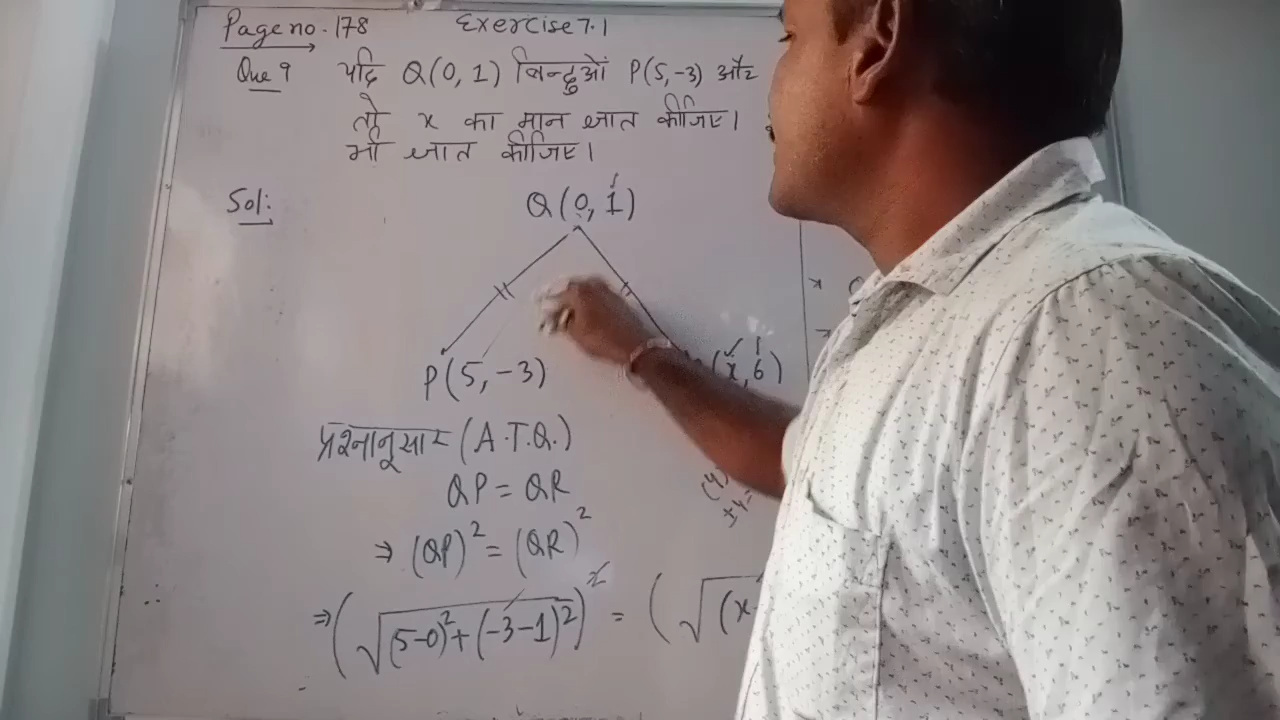 Page no. 178 Exercise 7.1
Que 9 यदि Q(0, 1) बिन्दुओं P(5, -3) और
तो x का मान ज्ञात कीजिए।
भी ज्ञात कीजिए।
Sol:
Q(0, 1)
P(5, -3) (x, 6)
प्रश्नानुसार (A.T.Q.)
QP = QR
⇒ (QP)² = (QR)²
⇒ (√(5-0)²+(-3-1)²)² = (√(x-